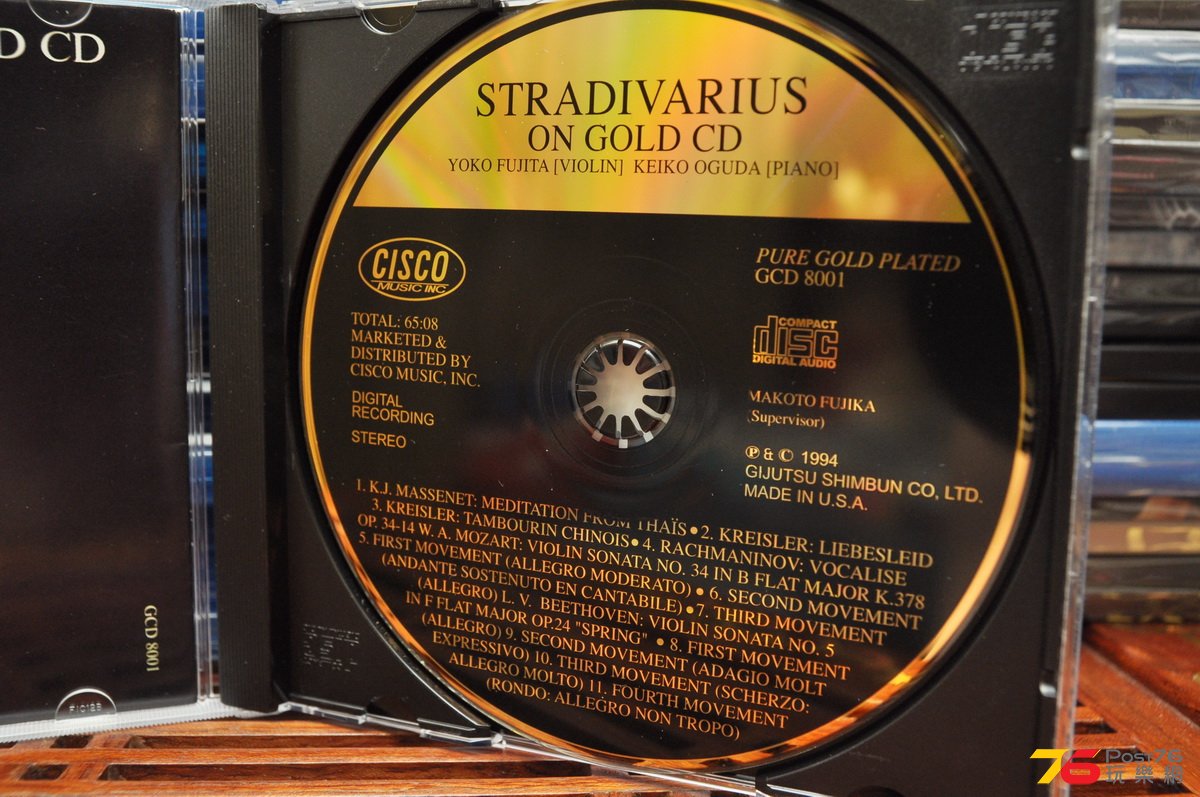 D CD
GCD 8001
STRADIVARIUS
ON GOLD CD
YOKO FUJITA [VIOLIN] KEIKO OGUDA [PIANO]
CISCO
MUSIC INC
PURE GOLD PLATED
GCD 8001
TOTAL: 65:08
MARKETED &
DISTRIBUTED BY
CISCO MUSIC, INC.
COMPACT
disc
DIGITAL AUDIO
DIGITAL
RECORDING
STEREO
MAKOTO FUJIKA
(Supervisor)
℗ & © 1994
GIJUTSU SHIMBUN CO, LTD.
MADE IN U.S.A.
1. K.J. MASSENET: MEDITATION FROM THAÏS ● 2. KREISLER: LIEBESLEID
3. KREISLER: TAMBOURIN CHINOIS ● 4. RACHMANINOV: VOCALISE
OP. 34-14 W. A. MOZART: VIOLIN SONATA NO. 34 IN B FLAT MAJOR K.378
5. FIRST MOVEMENT (ALLEGRO MODERATO) ● 6. SECOND MOVEMENT
(ANDANTE SOSTENUTO EN CANTABILE) ● 7. THIRD MOVEMENT
(ALLEGRO) L. V. BEETHOVEN: VIOLIN SONATA NO. 5
IN F FLAT MAJOR OP.24 "SPRING" ● 8. FIRST MOVEMENT
(ALLEGRO) 9. SECOND MOVEMENT (ADAGIO MOLT
EXPRESSIVO) 10. THIRD MOVEMENT (SCHERZO:
ALLEGRO MOLTO) 11. FOURTH MOVEMENT
(RONDO: ALLEGRO NON TROPO)
76 Post76
玩樂網